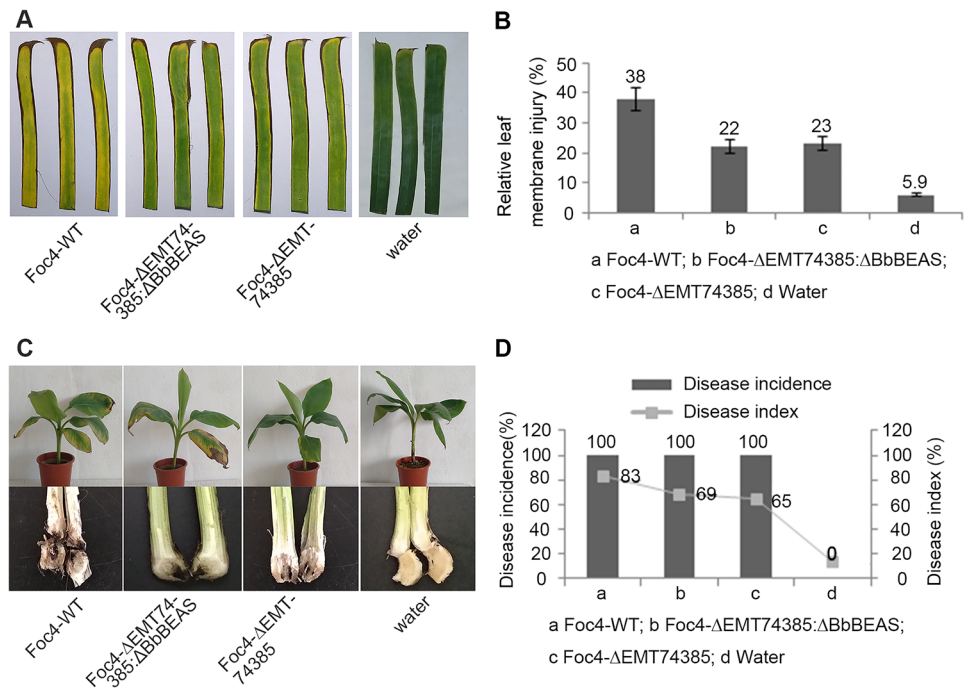 A
Foc4-WT
Foc4-ΔEMT74-
385:ΔBbBEAS
Foc4-ΔEMT-
74385
water
B
Relative leaf
membrane injury (%)
50
40
30
20
10
0
38
22
23
5.9
a b c d
a Foc4-WT; b Foc4-ΔEMT74385:ΔBbBEAS;
c Foc4-ΔEMT74385; d Water
C
Foc4-WT
Foc4-ΔEMT74-
385:ΔBbBEAS
Foc4-ΔEMT-
74385
water
D
Disease incidence
Disease index
Disease incidence(%)
120
100
80
60
40
20
0
100 100 100
83
69
65
0
120
100
80
60
40
20
0
Disease index (%)
a b c d
a Foc4-WT; b Foc4-ΔEMT74385:ΔBbBEAS;
c Foc4-ΔEMT74385; d Water